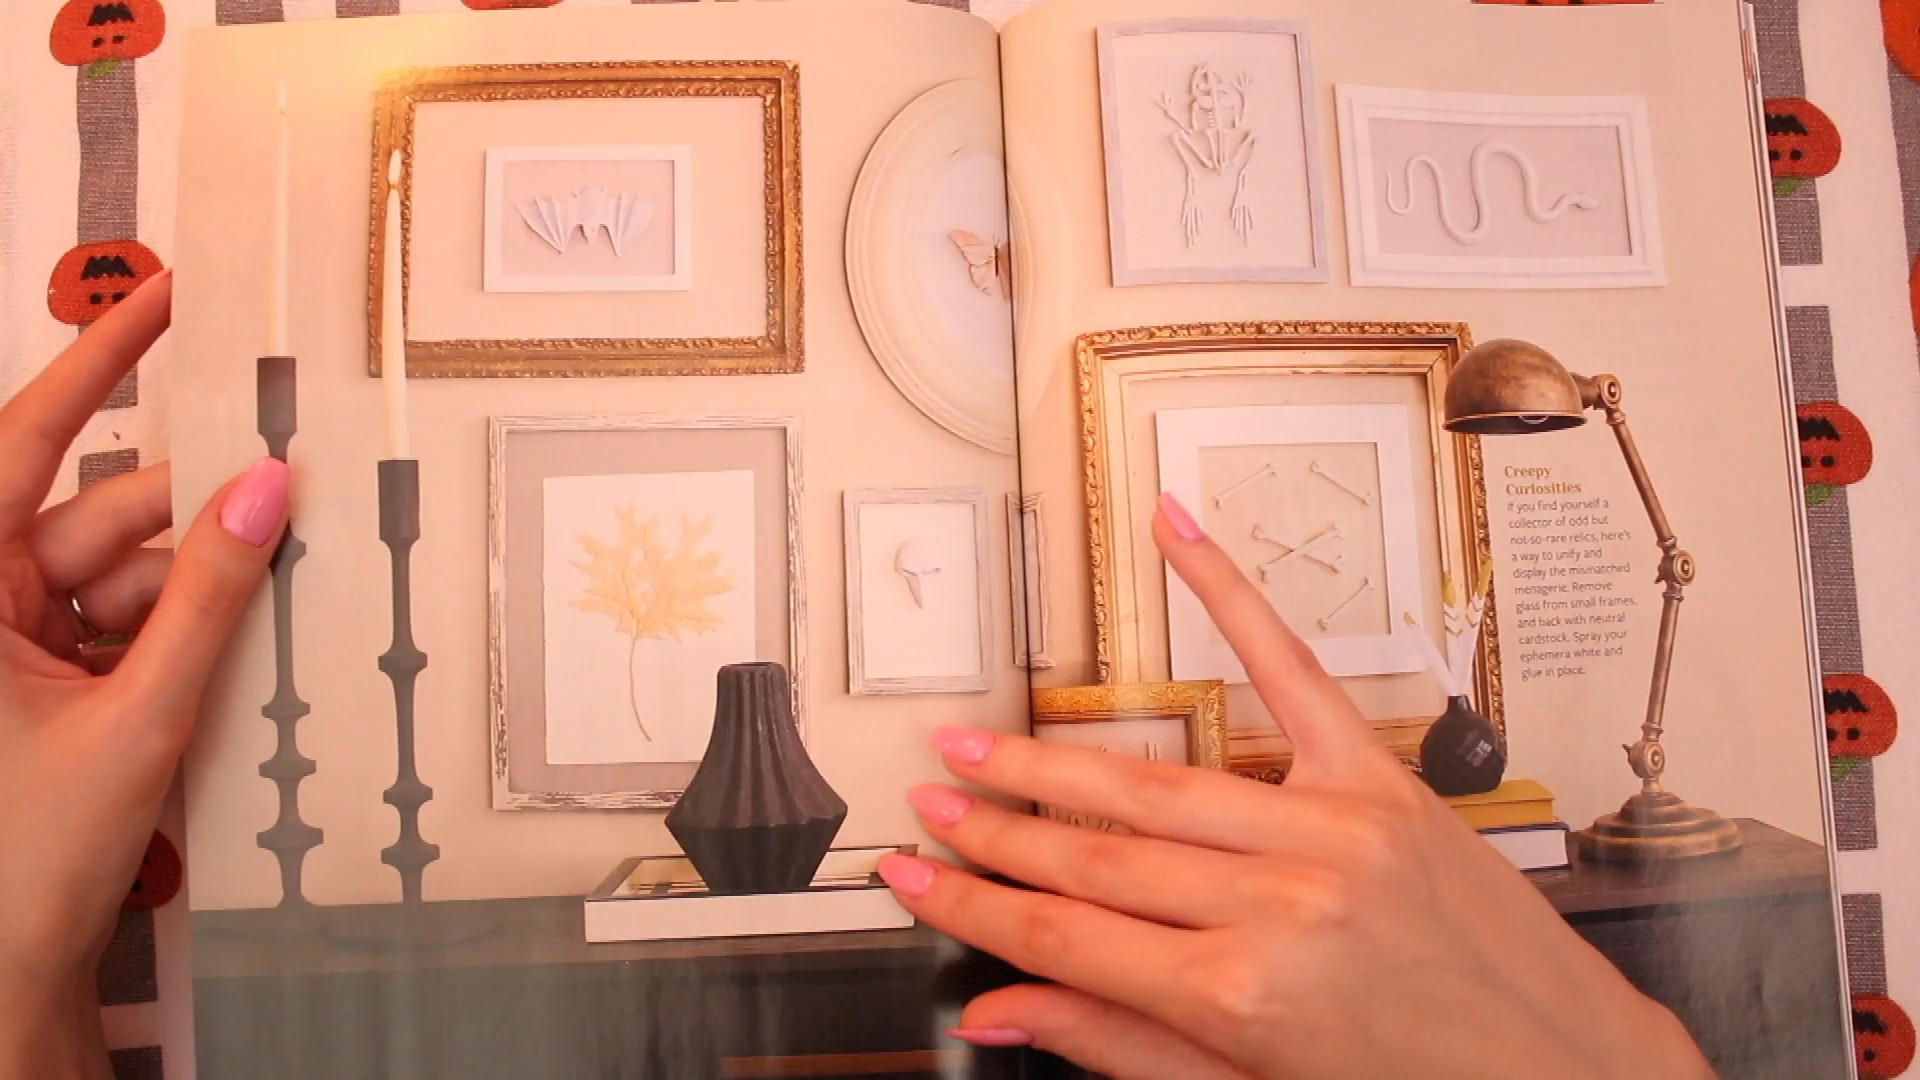 Creepy
Curiosities
If you find yourself a
collector of odd but
not-so-rare relics, here's
a way to unify and
display the mismatched
menagerie. Remove
glass from small frames,
and back with neutral
cardstock. Spray your
ephemera white and
glue in place.